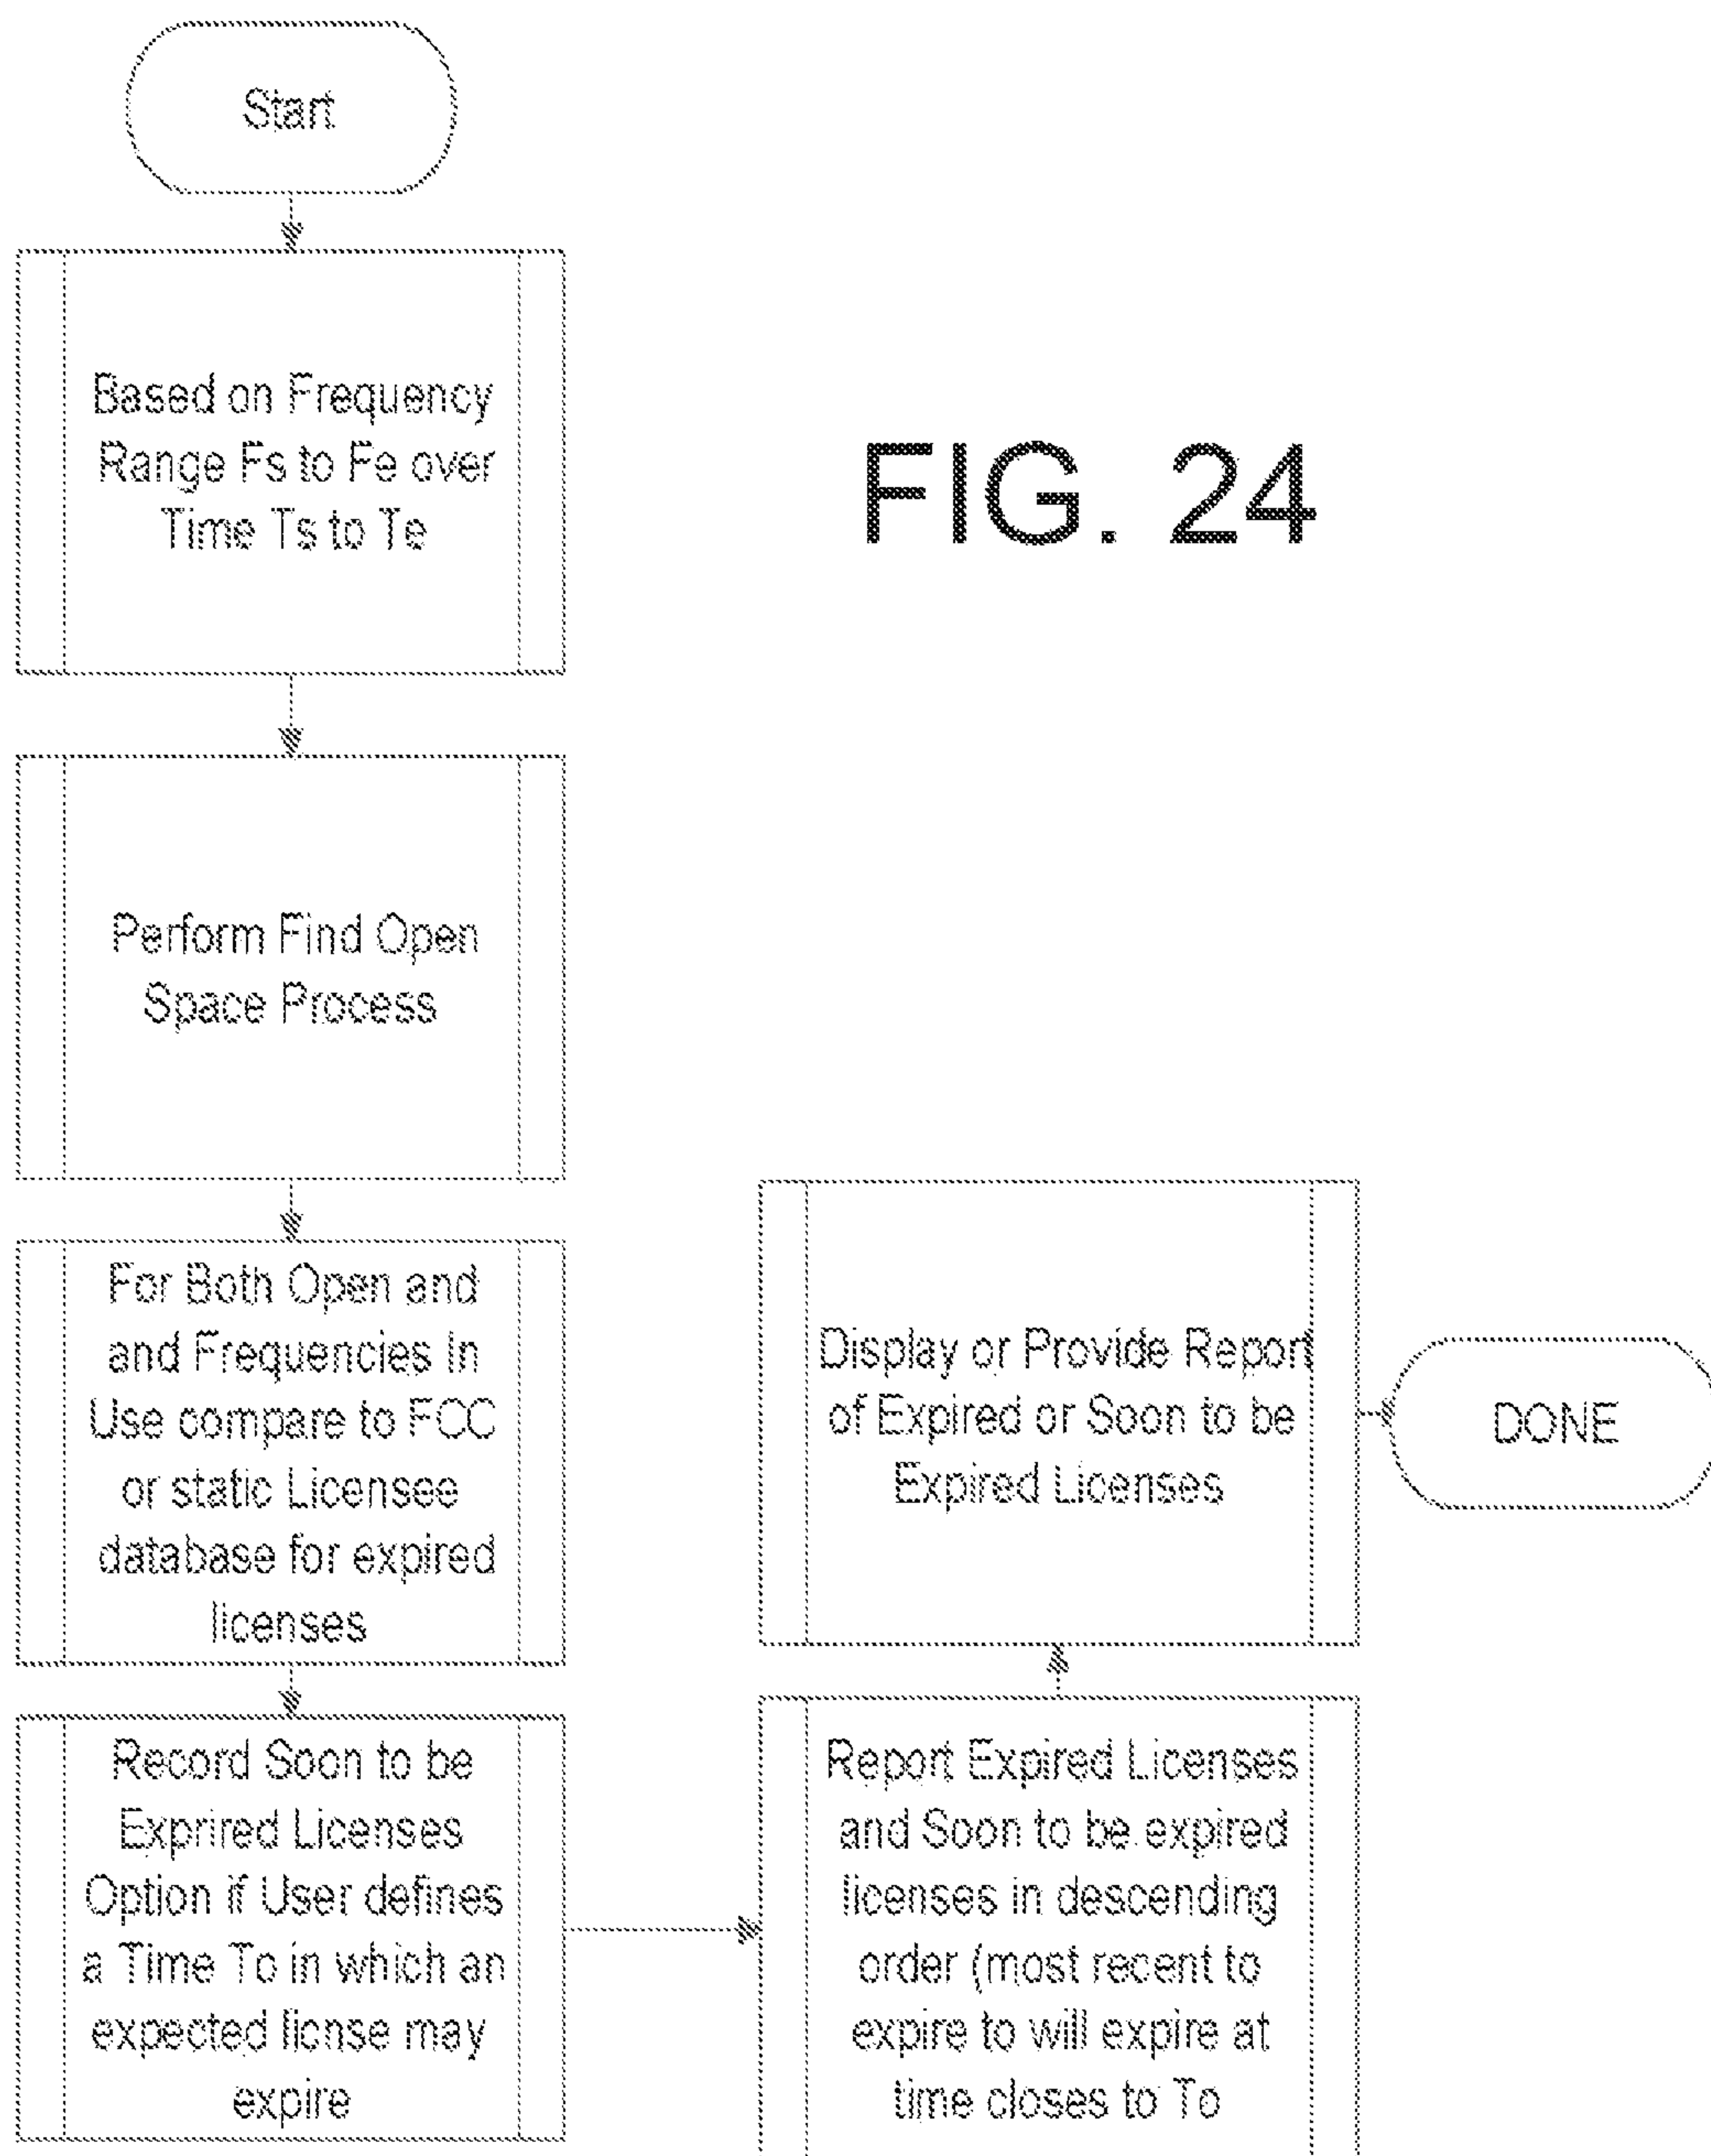 Start
Based on Frequency
Range Fs to Fe over
Time Ts to Te
FIG. 24
Perform Find Open
Space Process
For Both Open and
and Frequencies In
Use compare to FCC
or static Licensee
database for expired
licenses
Record Soon to be
Exprired Licenses
Option if User defines
a Time To in which an
expected licnse may
expire
Report Expired Licenses
and Soon to be expired
licenses in descending
order (most recent to
expire to will expire at
time closes to To
Display or Provide Report
of Expired or Soon to be
Expired Licenses
DONE